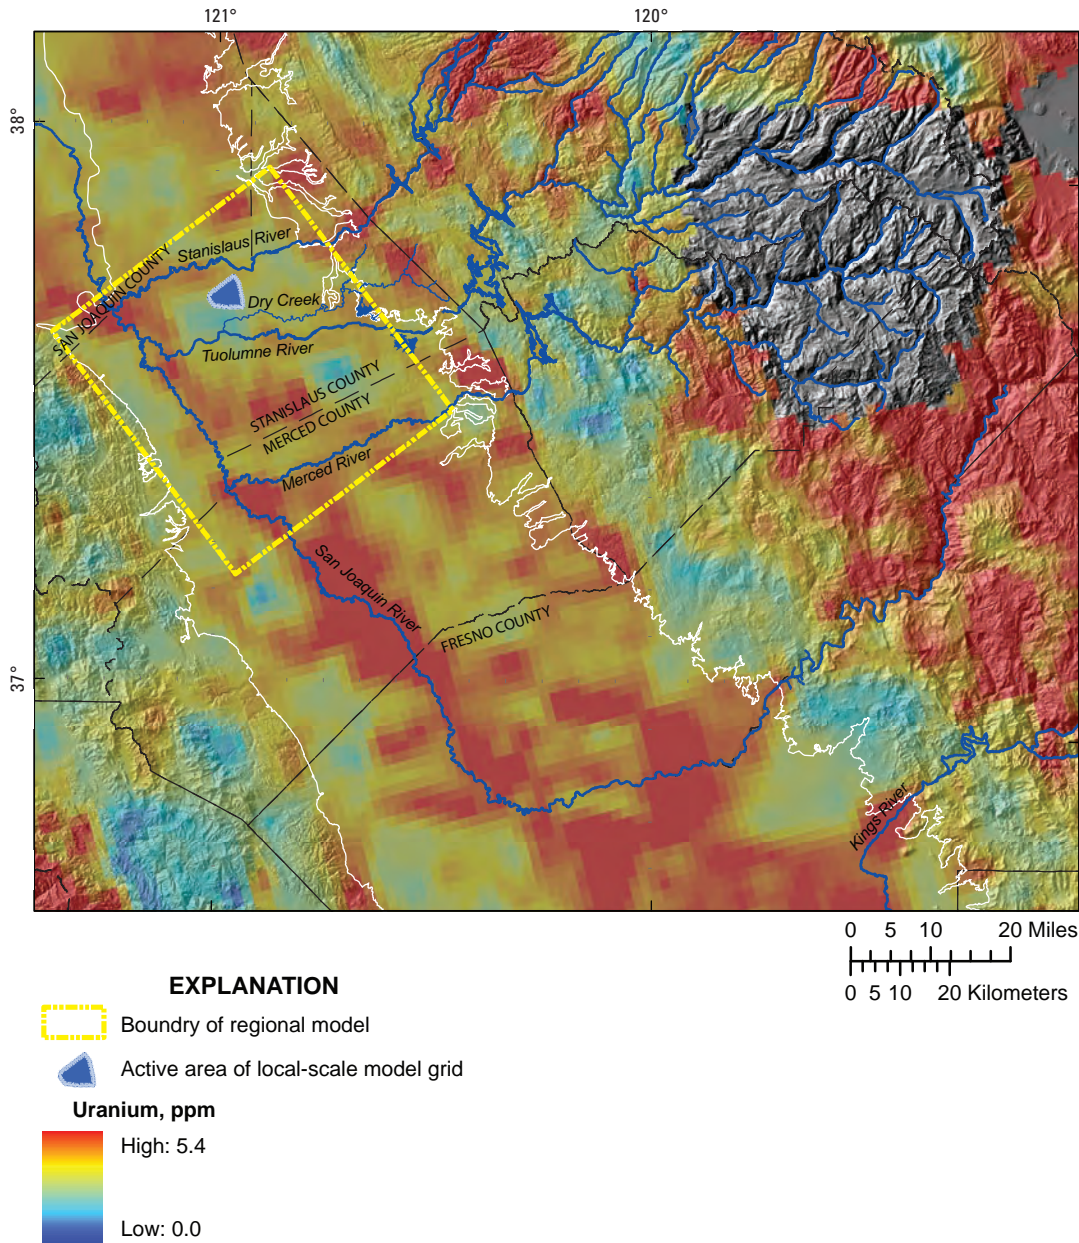 121°
120°
38°
37°
SAN JOAQUIN COUNTY
Stanislaus River
Dry Creek
Tuolumne River
STANISLAUS COUNTY
MERCED COUNTY
Merced River
San Joaquin River
FRESNO COUNTY
Kings River
0 5 10 20 Miles
0 5 10 20 Kilometers
EXPLANATION
Boundry of regional model
Active area of local-scale model grid
Uranium, ppm
High: 5.4
Low: 0.0